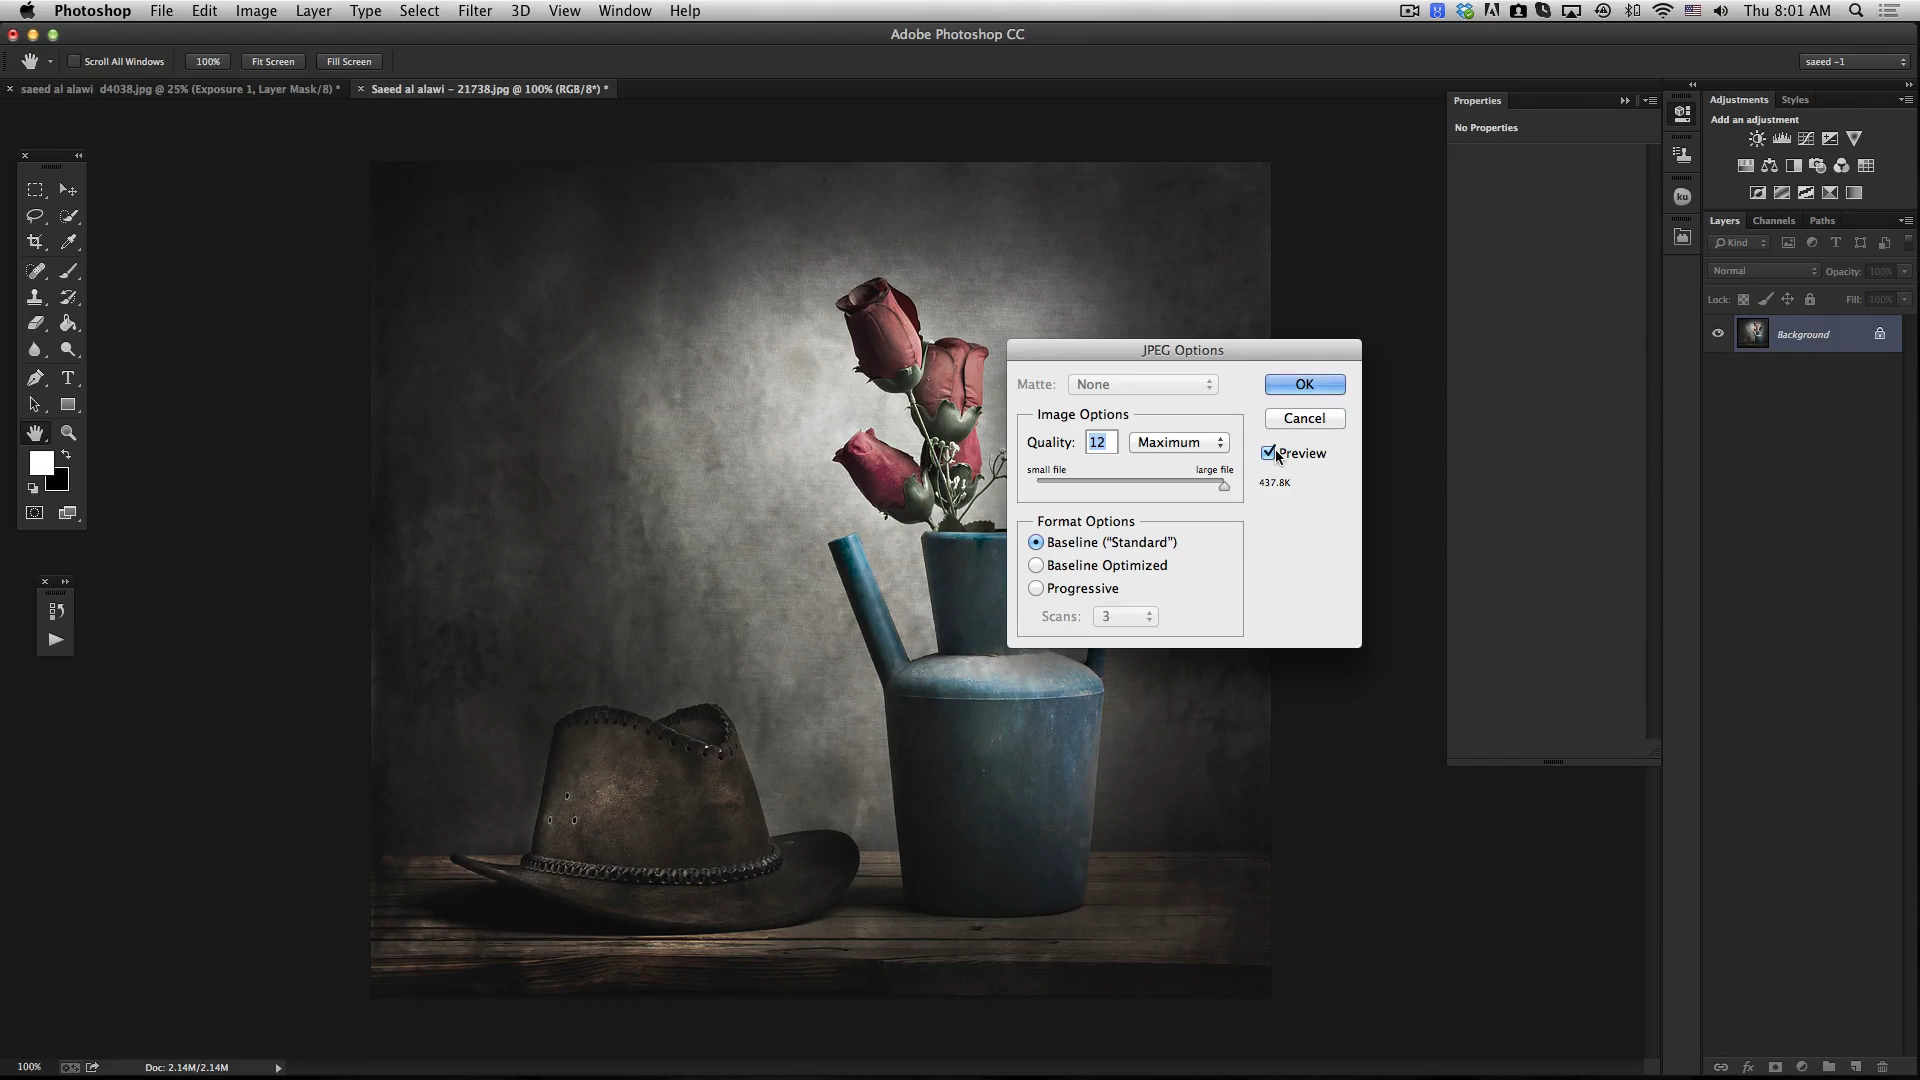 Photoshop File Edit Image Layer Type Select Filter 3D View Window Help Thu 8:01 AM
Adobe Photoshop CC
Scroll All Windows 100% Fit Screen Fill Screen saeed -1
saeed al alawi d4038.jpg @ 25% (Exposure 1, Layer Mask/8) * Saeed al alawi - 21738.jpg @ 100% (RGB/8*) *
Properties
No Properties
Adjustments Styles
Add an adjustment
ku
Layers Channels Paths
Kind
Normal Opacity: 100%
Lock: Fill: 100%
Background
JPEG Options
Matte: None OK
Image Options Cancel
Quality: 12 Maximum Preview
small file large file
437.8K
Format Options
Baseline (“Standard”)
Baseline Optimized
Progressive
Scans: 3
100% Doc: 2.14M/2.14M